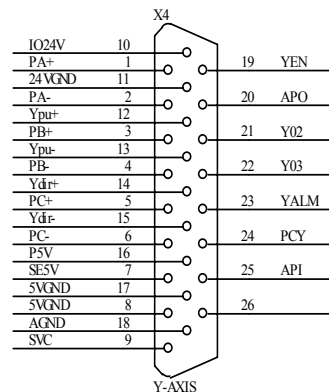 X4
IO24V 10
PA+ 1 19 YEN
24VGND 11
PA- 2 20 APO
Ypu+ 12
PB+ 3 21 Y02
Ypu- 13
PB- 4 22 Y03
Ydir+ 14
PC+ 5 23 YALM
Ydir- 15
PC- 6 24 PCY
P5V 16
SE5V 7 25 API
5VGND 17
5VGND 8 26
AGND 18
SVC 9
Y-AXIS